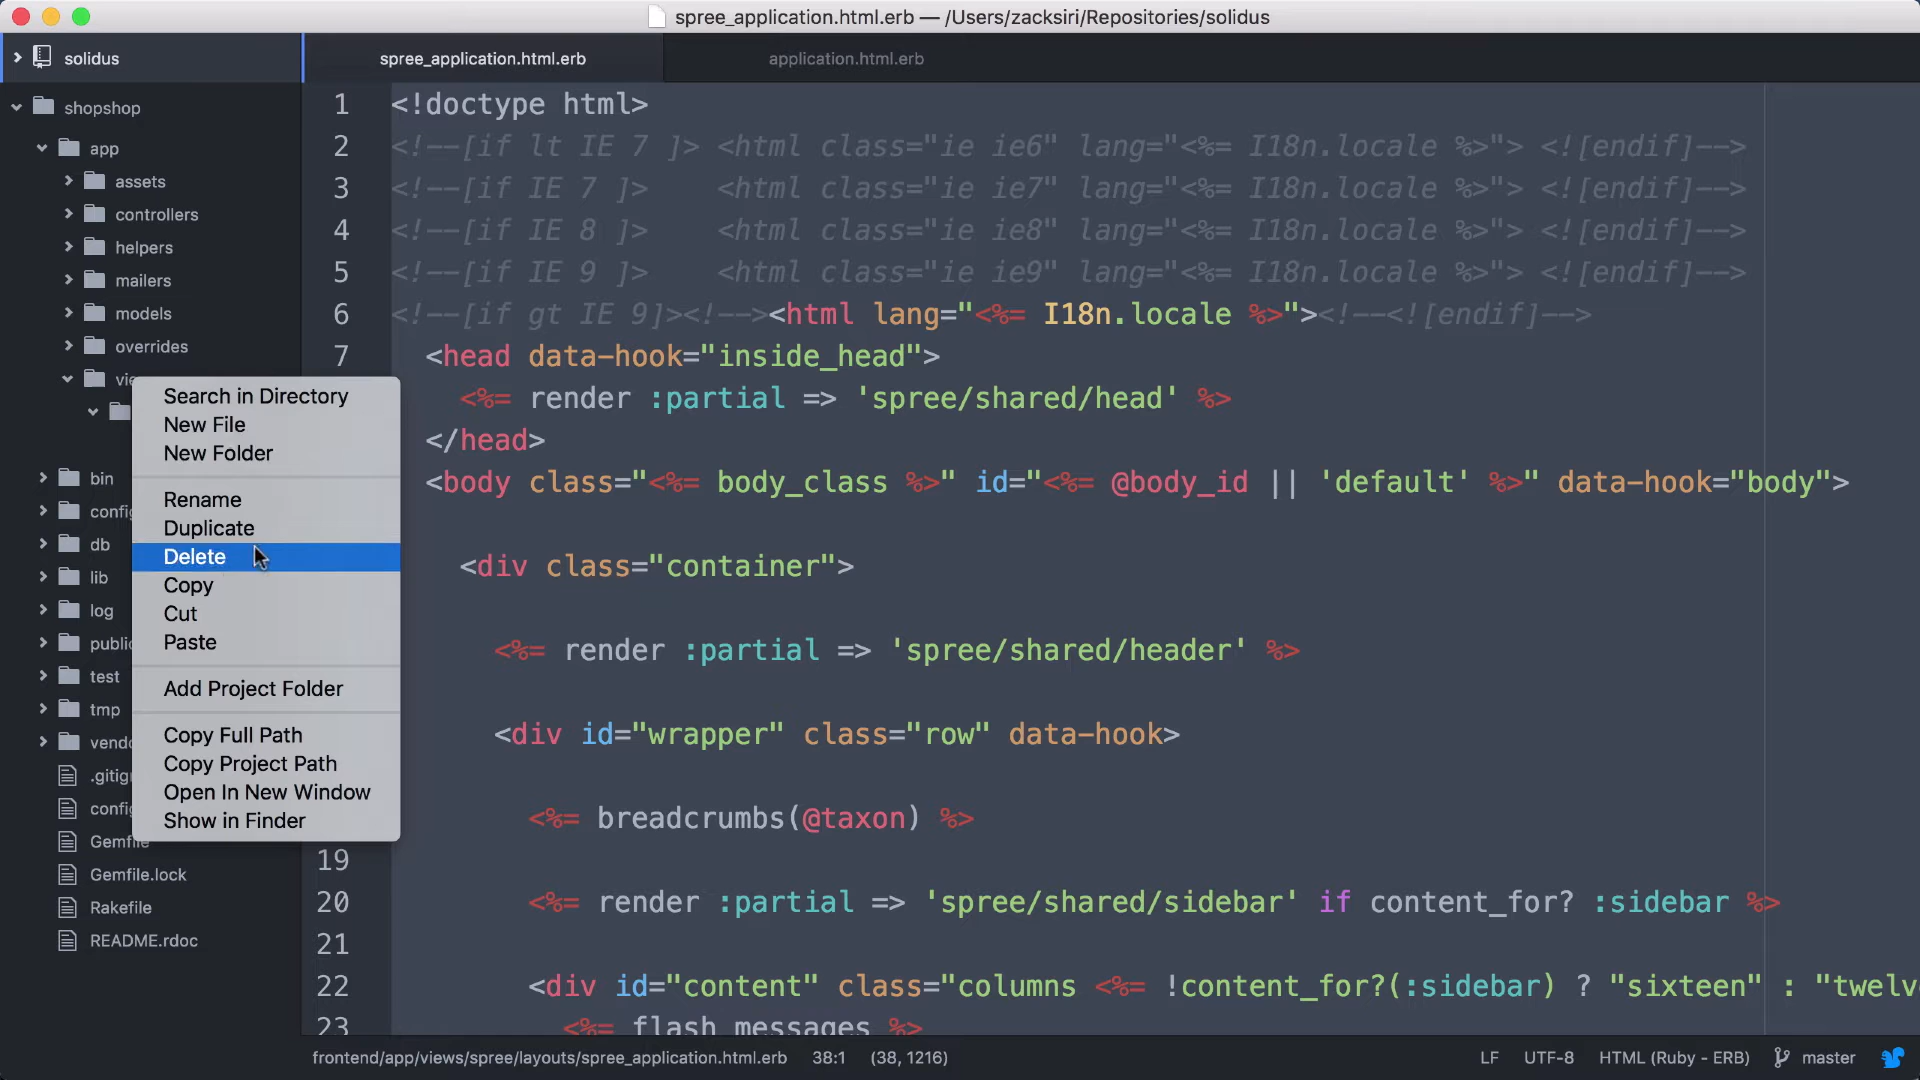 spree_application.html.erb — /Users/zacksiri/Repositories/solidus
solidus
spree_application.html.erb
application.html.erb
shopshop
app
assets
controllers
helpers
mailers
models
overrides
Search in Directory
New File
New Folder
Rename
Duplicate
Delete
Copy
Cut
Paste
Add Project Folder
Copy Full Path
Copy Project Path
Open In New Window
Show in Finder
bin
db
lib
log
test
tmp
Gemfile
Gemfile.lock
Rakefile
README.rdoc
1 <!doctype html>
2 <!--[if lt IE 7 ]> <html class="ie ie6" lang="<%= I18n.locale %>"> <![endif]-->
3 <!--[if IE 7 ]>    <html class="ie ie7" lang="<%= I18n.locale %>"> <![endif]-->
4 <!--[if IE 8 ]>    <html class="ie ie8" lang="<%= I18n.locale %>"> <![endif]-->
5 <!--[if IE 9 ]>    <html class="ie ie9" lang="<%= I18n.locale %>"> <![endif]-->
6 <!--[if gt IE 9]><!--><html lang="<%= I18n.locale %>"><!--<![endif]-->
7 <head data-hook="inside_head">
<%= render :partial => 'spree/shared/head' %>
</head>
<body class="<%= body_class %>" id="<%= @body_id || 'default' %>" data-hook="body">
<div class="container">
<%= render :partial => 'spree/shared/header' %>
<div id="wrapper" class="row" data-hook>
<%= breadcrumbs(@taxon) %>
19
20 <%= render :partial => 'spree/shared/sidebar' if content_for? :sidebar %>
21
22 <div id="content" class="columns <%= !content_for?(:sidebar) ? "sixteen" : "twelv
23 <%= flash_messages %>
frontend/app/views/spree/layouts/spree_application.html.erb 38:1 (38, 1216)
LF UTF-8 HTML (Ruby - ERB) master